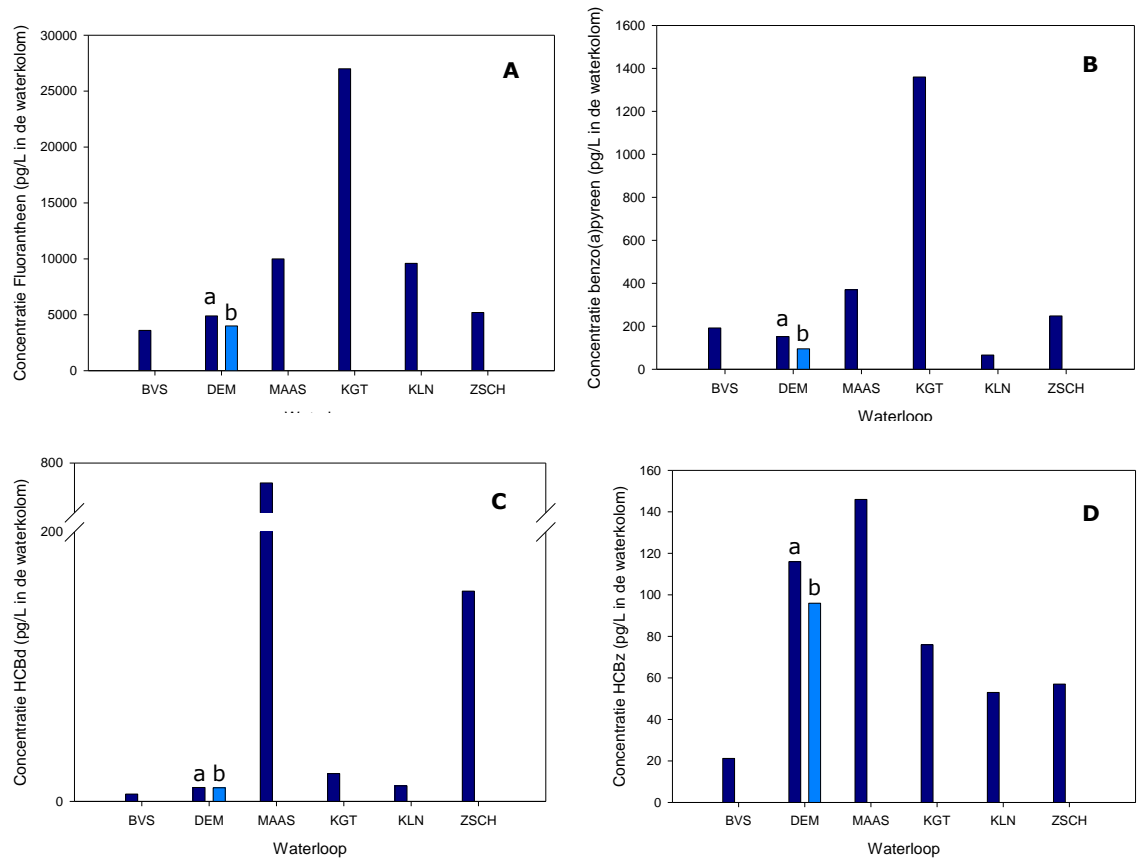 A
Concentratie Fluorantheen (pg/L in de waterkolom)
30000
25000
20000
15000
10000
5000
0
a
b
BVS DEM MAAS KGT KLN ZSCH
B
Concentratie benzo(a)pyreen (pg/L in de waterkolom)
1600
1400
1200
1000
800
600
400
200
0
a
b
BVS DEM MAAS KGT KLN ZSCH
Waterloop
C
Concentratie HCBd (pg/L in de waterkolom)
800
200
0
a b
BVS DEM MAAS KGT KLN ZSCH
Waterloop
D
Concentratie HCBz (pg/L in de waterkolom)
160
140
120
100
80
60
40
20
0
a
b
BVS DEM MAAS KGT KLN ZSCH
Waterloop